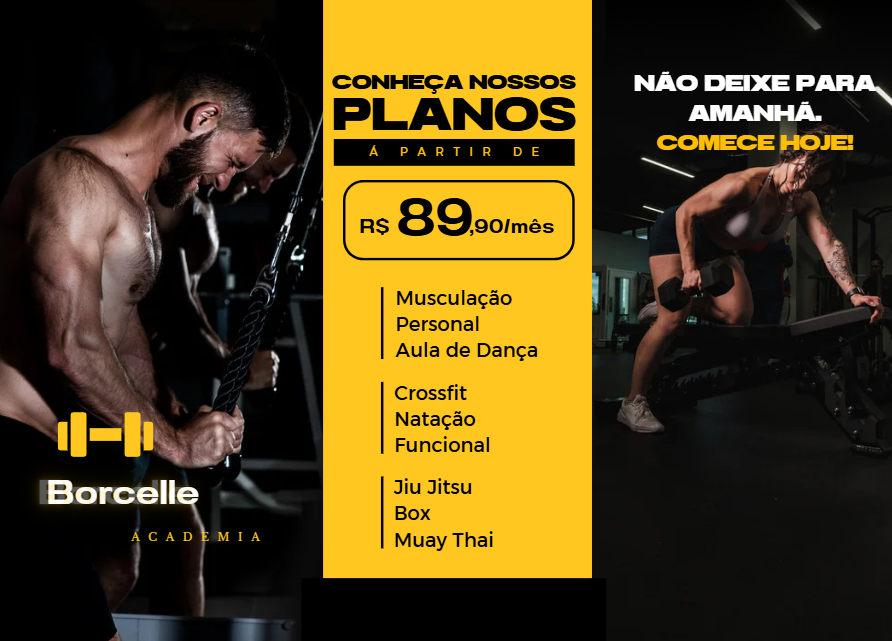 CONHEÇA NOSSOS
PLANOS
Á PARTIR DE
R$ 89,90/mês
Musculação
Personal
Aula de Dança
Crossfit
Natação
Funcional
Jiu Jitsu
Box
Muay Thai
Borcelle
ACADEMIA
NÃO DEIXE PARA
AMANHÃ.
COMECE HOJE!